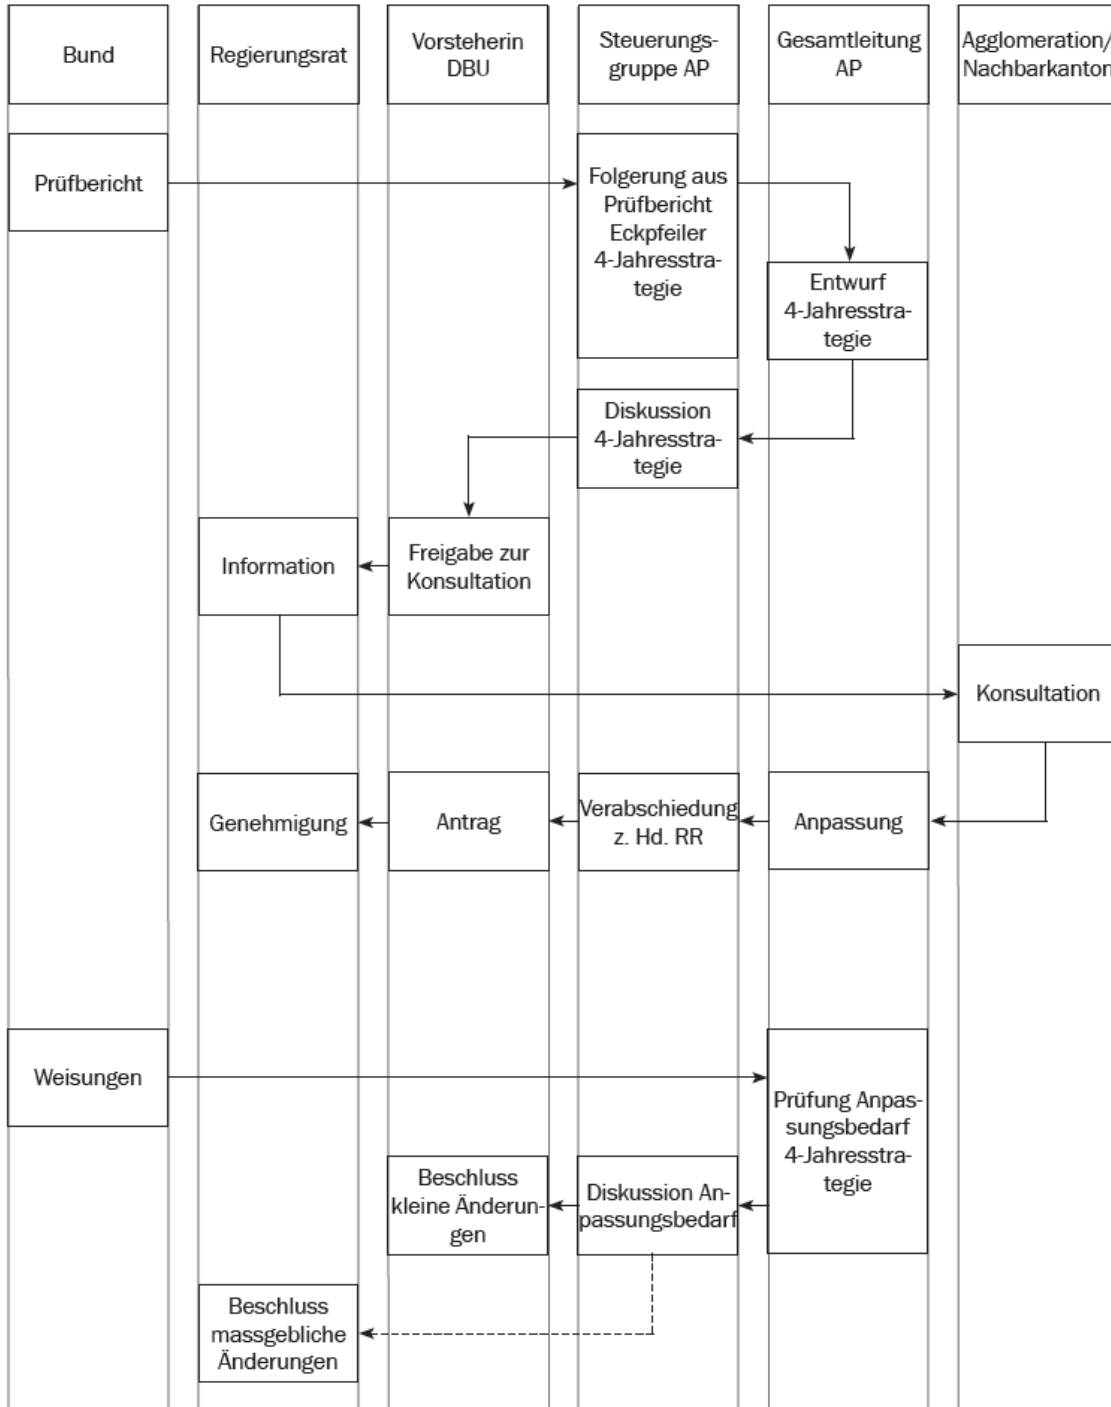 Bund
Regierungsrat
Vorsteherin
DBU
Steuerungs-
gruppe AP
Gesamtleitung
AP
Agglomeration/
Nachbarkanton
Prüfbericht
Folgerung aus
Prüfbericht
Eckpfeiler
4-Jahresstra-
tegie
Entwurf
4-Jahresstra-
tegie
Diskussion
4-Jahresstra-
tegie
Information
Freigabe zur
Konsultation
Konsultation
Genehmigung
Antrag
Verabschiedung
z. Hd. RR
Anpassung
Weisungen
Prüfung Anpas-
sungsbedarf
4-Jahresstra-
tegie
Beschluss
kleine Änderun-
gen
Diskussion An-
passungsbedarf
Beschluss
massgebliche
Änderungen